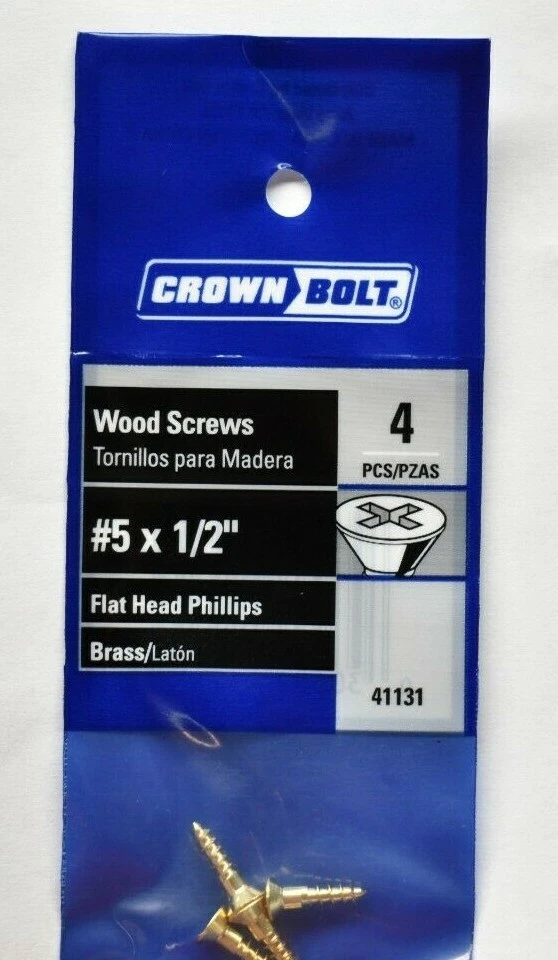 CROWN BOLT®
Wood Screws
Tornillos para Madera
4
PCS/PZAS
#5 x 1/2"
Flat Head Phillips
Brass/Latón
41131